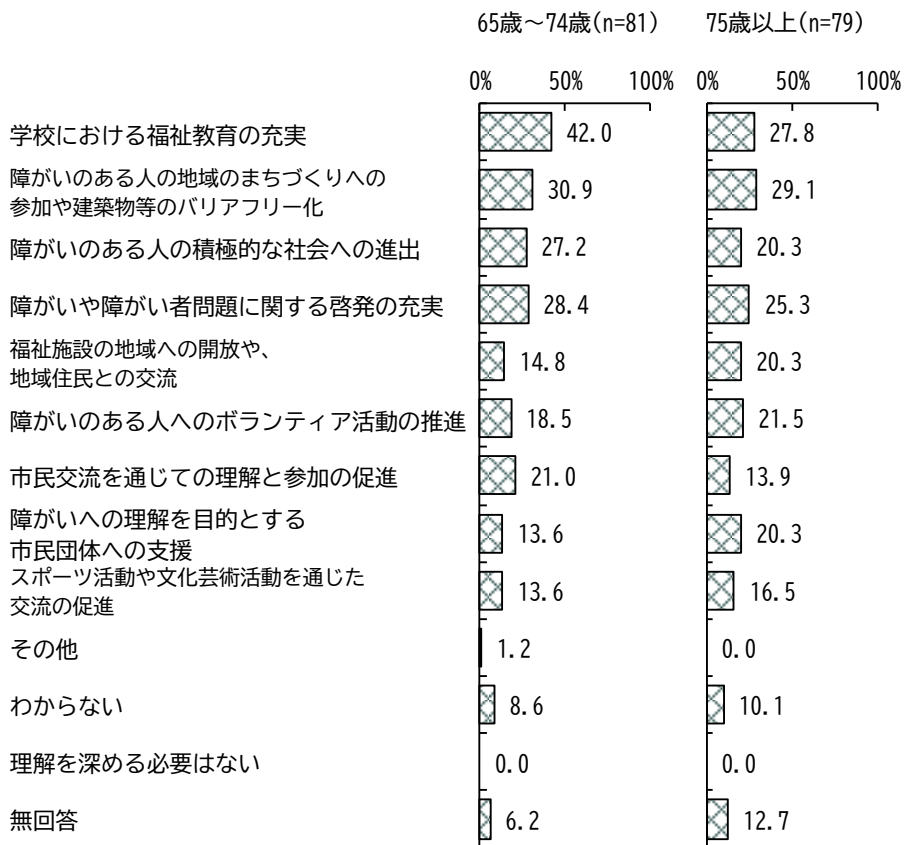 65歳～74歳(n=81) 75歳以上(n=79)
0% 50% 100% 0% 50% 100%
学校における福祉教育の充実 42.0 27.8
障がいのある人の地域のまちづくりへの
参加や建築物等のバリアフリー化 30.9 29.1
障がいのある人の積極的な社会への進出 27.2 20.3
障がいや障がい者問題に関する啓発の充実 28.4 25.3
福祉施設の地域への開放や、
地域住民との交流 14.8 20.3
障がいのある人へのボランティア活動の推進 18.5 21.5
市民交流を通じての理解と参加の促進 21.0 13.9
障がいへの理解を目的とする
市民団体への支援 13.6 20.3
スポーツ活動や文化芸術活動を通じた
交流の促進 13.6 16.5
その他 1.2 0.0
わからない 8.6 10.1
理解を深める必要はない 0.0 0.0
無回答 6.2 12.7